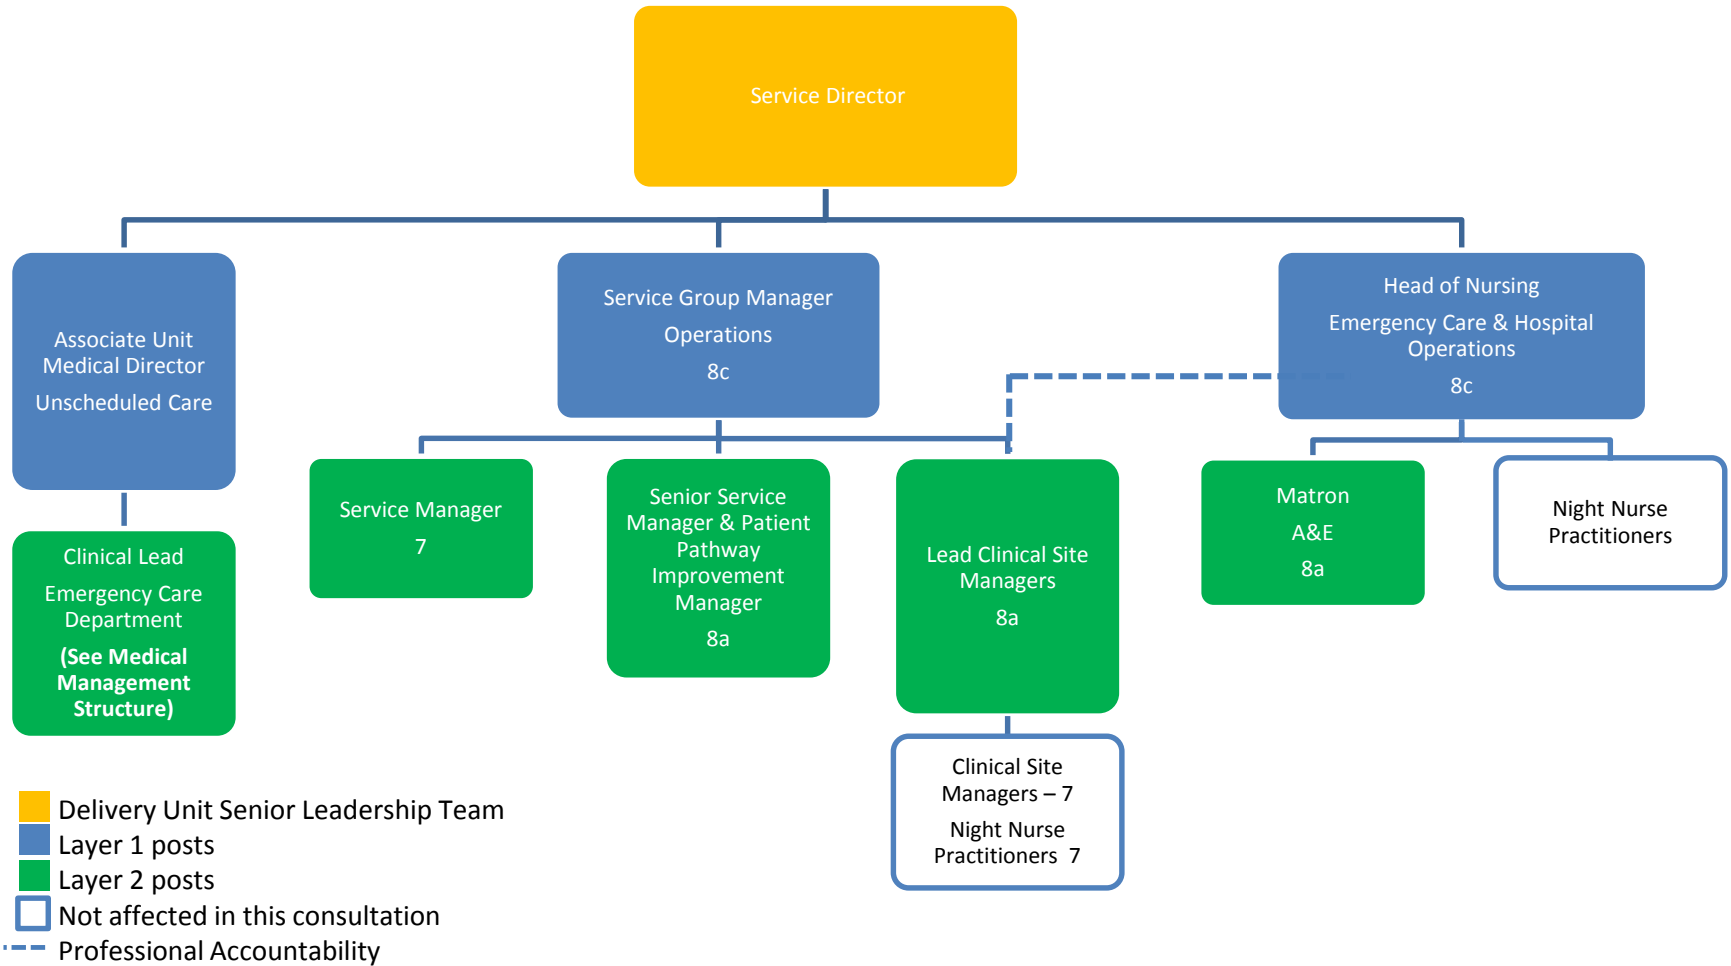 Service Director
Associate Unit
Medical Director
Unscheduled Care
Service Group Manager
Operations
8c
Head of Nursing
Emergency Care & Hospital
Operations
8c
Clinical Lead
Emergency Care
Department
(See Medical
Management
Structure)
Service Manager
7
Senior Service
Manager & Patient
Pathway
Improvement
Manager
8a
Lead Clinical Site
Managers
8a
Matron
A&E
8a
Night Nurse
Practitioners
Clinical Site
Managers – 7
Night Nurse
Practitioners 7
Delivery Unit Senior Leadership Team
Layer 1 posts
Layer 2 posts
Not affected in this consultation
Professional Accountability